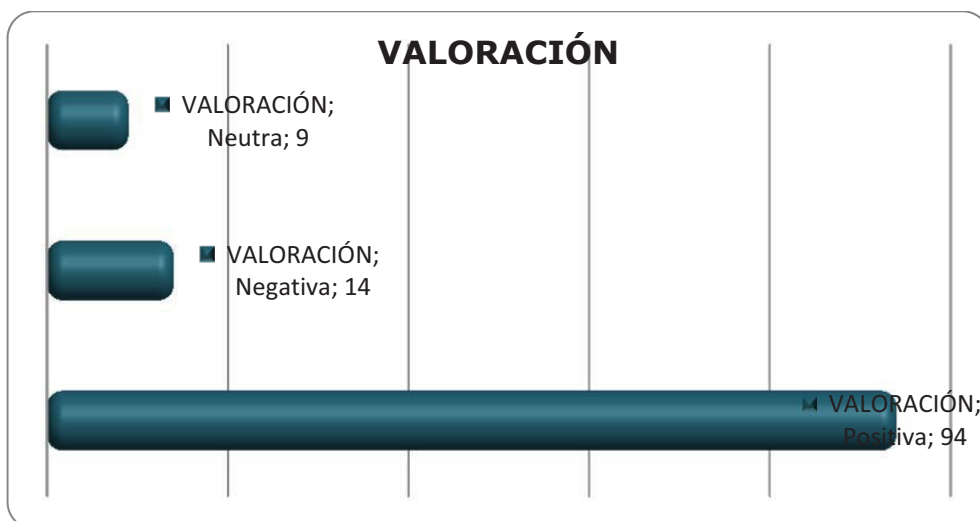 VALORACIÓN
VALORACIÓN;
Neutra; 9
VALORACIÓN;
Negativa; 14
VALORACIÓN;
Positiva; 94